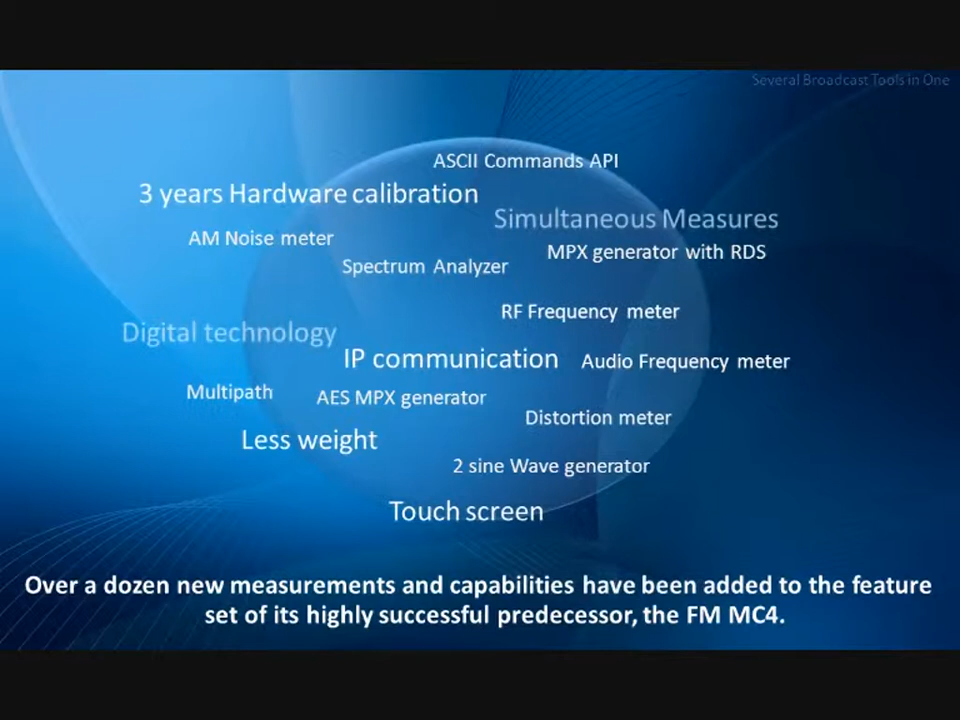 Several Broadcast Tools in One
ASCII Commands API
3 years Hardware calibration
Simultaneous Measures
AM Noise meter
MPX generator with RDS
Spectrum Analyzer
RF Frequency meter
Digital technology
IP communication
Audio Frequency meter
Multipath
AES MPX generator
Distortion meter
Less weight
2 sine Wave generator
Touch screen
Over a dozen new measurements and capabilities have been added to the feature
set of its highly successful predecessor, the FM MC4.